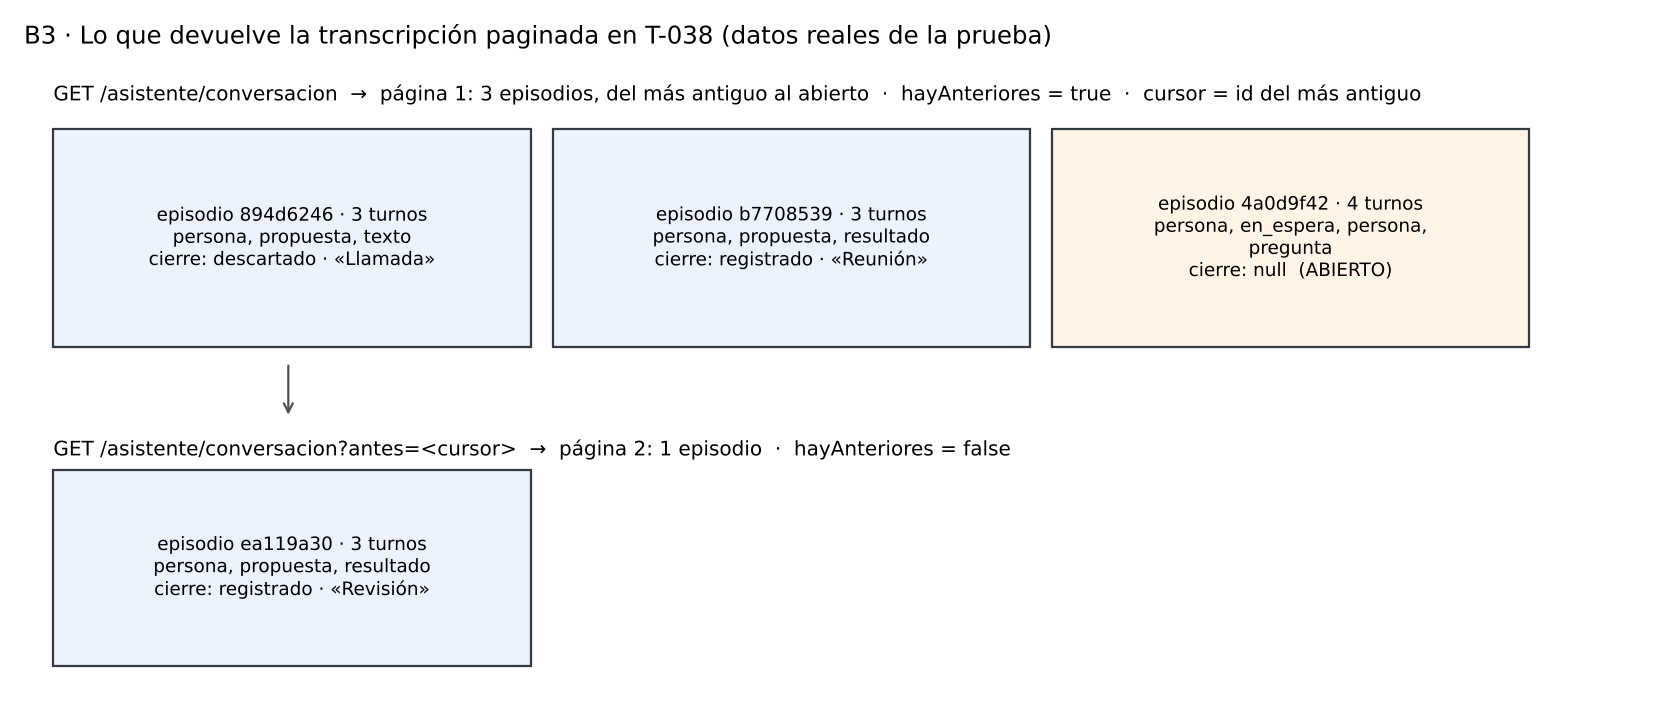 B3 · Lo que devuelve la transcripción paginada en T-038 (datos reales de la prueba)
GET /asistente/conversacion → página 1: 3 episodios, del más antiguo al abierto · hayAnteriores = true · cursor = id del más antiguo
episodio 894d6246 · 3 turnos
persona, propuesta, texto
cierre: descartado · «Llamada»
episodio b7708539 · 3 turnos
persona, propuesta, resultado
cierre: registrado · «Reunión»
episodio 4a0d9f42 · 4 turnos
persona, en_espera, persona,
pregunta
cierre: null (ABIERTO)
GET /asistente/conversacion?antes=<cursor> → página 2: 1 episodio · hayAnteriores = false
episodio ea119a30 · 3 turnos
persona, propuesta, resultado
cierre: registrado · «Revisión»